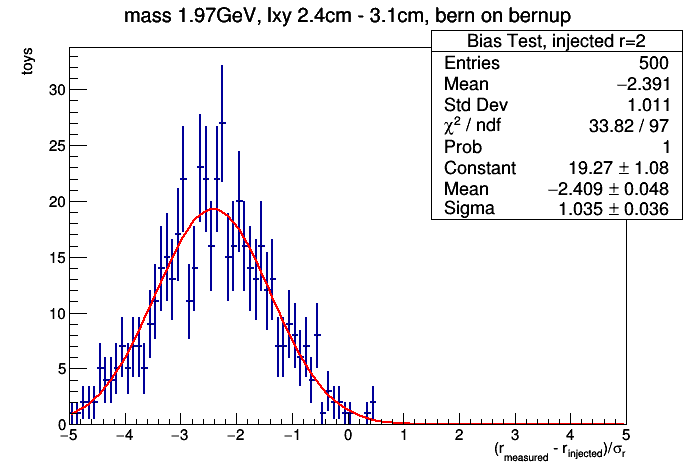 mass 1.97GeV, lxy 2.4cm - 3.1cm, bern on bernup
Bias Test, injected r=2
Entries 500
Mean −2.391
Std Dev 1.011
χ² / ndf 33.82 / 97
Prob 1
Constant 19.27 ± 1.08
Mean −2.409 ± 0.048
Sigma 1.035 ± 0.036
toys
30
25
20
15
10
5
0
−5 −4 −3 −2 −1 0 1 2 3 4 5
(r_measured - r_injected)/σ_r